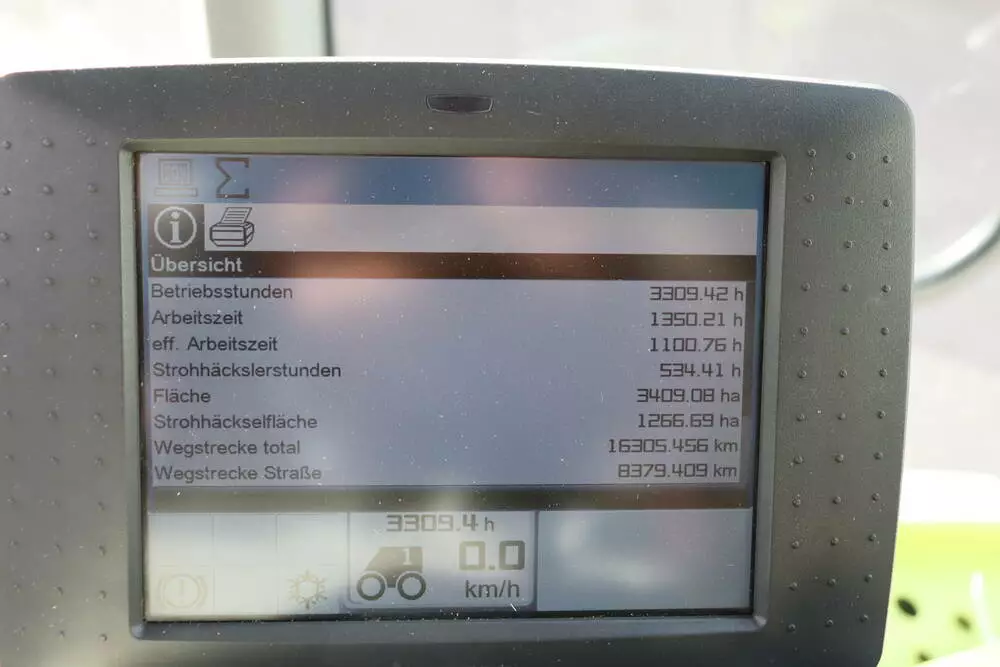 Übersicht
Betriebsstunden 3309.42 h
Arbeitszeit 1350.21 h
eff. Arbeitszeit 1100.76 h
Strohhäckslerstunden 534.41 h
Fläche 3409.08 ha
Strohhäckselfläche 1266.69 ha
Wegstrecke total 16305.456 km
Wegstrecke Straße 8379.409 km
3309.4 h
1 0.0
km/h